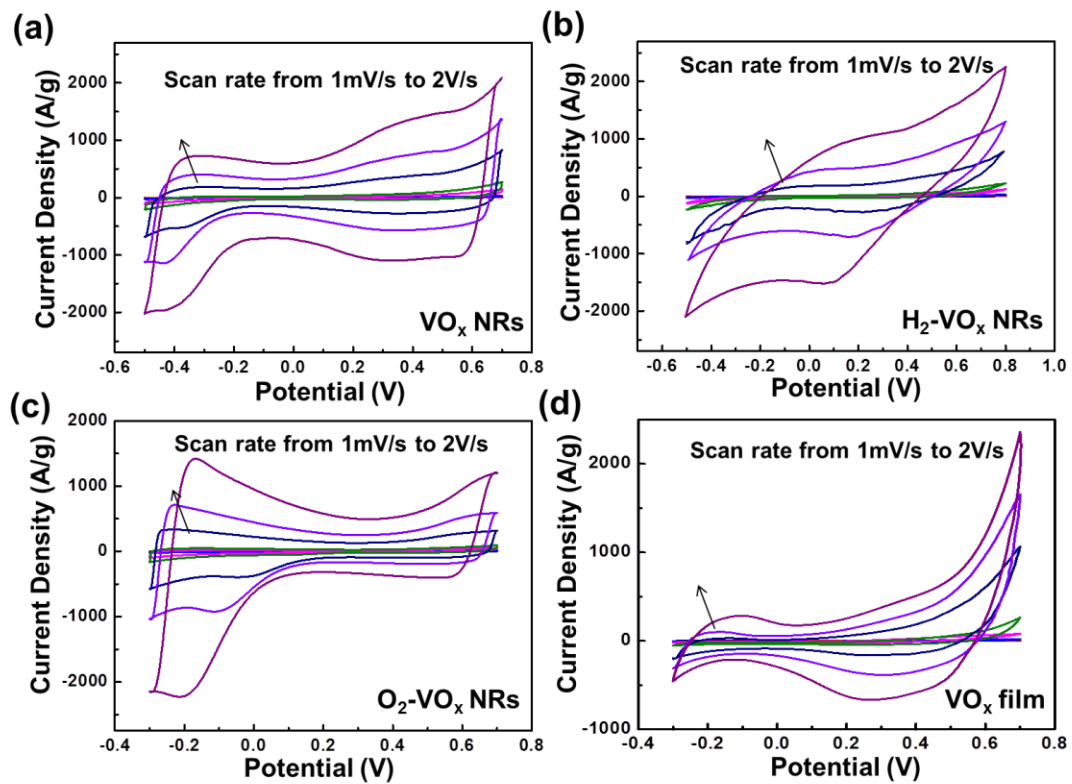 (a)
Scan rate from 1mV/s to 2V/s
2000
1000
0
-1000
-2000
Current Density (A/g)
VOx NRs
-0.6 -0.4 -0.2 0.0 0.2 0.4 0.6 0.8
Potential (V)
(b)
Scan rate from 1mV/s to 2V/s
2000
1000
0
-1000
-2000
Current Density (A/g)
H2-VOx NRs
-0.6 -0.4 -0.2 0.0 0.2 0.4 0.6 0.8 1.0
Potential (V)
(c)
Scan rate from 1mV/s to 2V/s
2000
1000
0
-1000
-2000
Current Density (A/g)
O2-VOx NRs
-0.4 -0.2 0.0 0.2 0.4 0.6 0.8
Potential (V)
(d)
Scan rate from 1mV/s to 2V/s
2000
1000
0
-1000
Current Density (A/g)
VOx film
-0.4 -0.2 0.0 0.2 0.4 0.6 0.8
Potential (V)